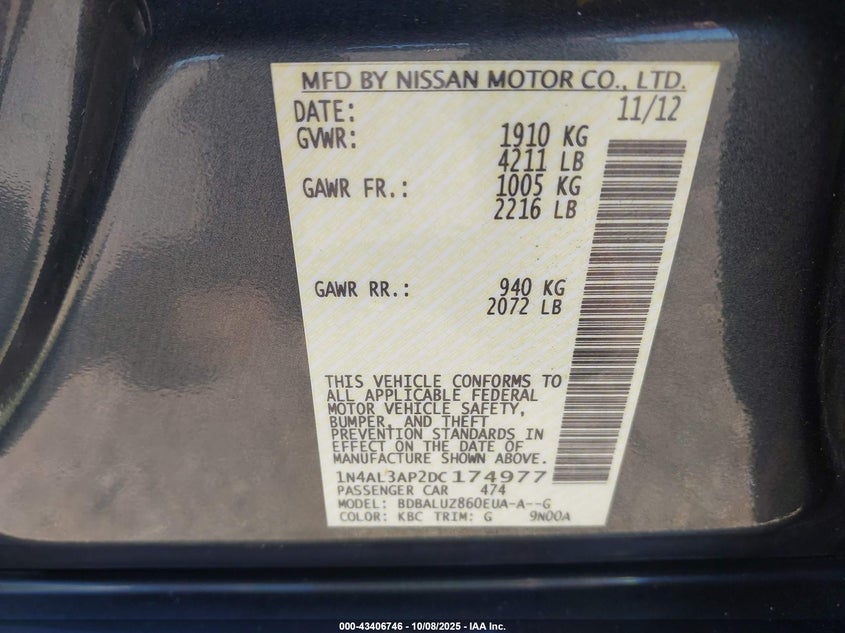 MFD BY NISSAN MOTOR CO., LTD.
DATE: 11/12
GVWR: 1910 KG
4211 LB
GAWR FR.: 1005 KG
2216 LB
GAWR RR.: 940 KG
2072 LB
THIS VEHICLE CONFORMS TO
ALL APPLICABLE FEDERAL
MOTOR VEHICLE SAFETY,
BUMPER, AND THEFT
PREVENTION STANDARDS IN
EFFECT ON THE DATE OF
MANUFACTURE SHOWN ABOVE.
1N4AL3AP2DC174977
PASSENGER CAR 474
MODEL: BDBALUZ860EUA-A--G
COLOR: KBC TRIM: G 9N00A
000-43406746 - 10/08/2025 - IAA Inc.